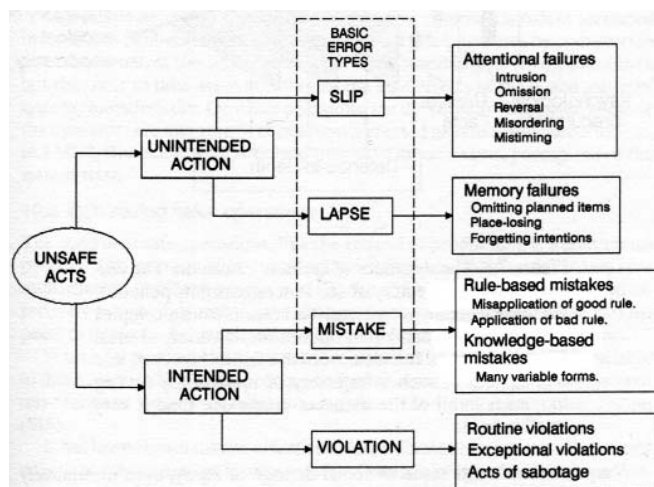 BASIC
ERROR
TYPES
SLIP
Attentional failures
Intrusion
Omission
Reversal
Misordering
Mistiming
UNINTENDED
ACTION
LAPSE
Memory failures
Omitting planned items
Place-losing
Forgetting intentions
UNSAFE
ACTS
MISTAKE
Rule-based mistakes
Misapplication of good rule.
Application of bad rule.
Knowledge-based
mistakes
Many variable forms.
INTENDED
ACTION
VIOLATION
Routine violations
Exceptional violations
Acts of sabotage